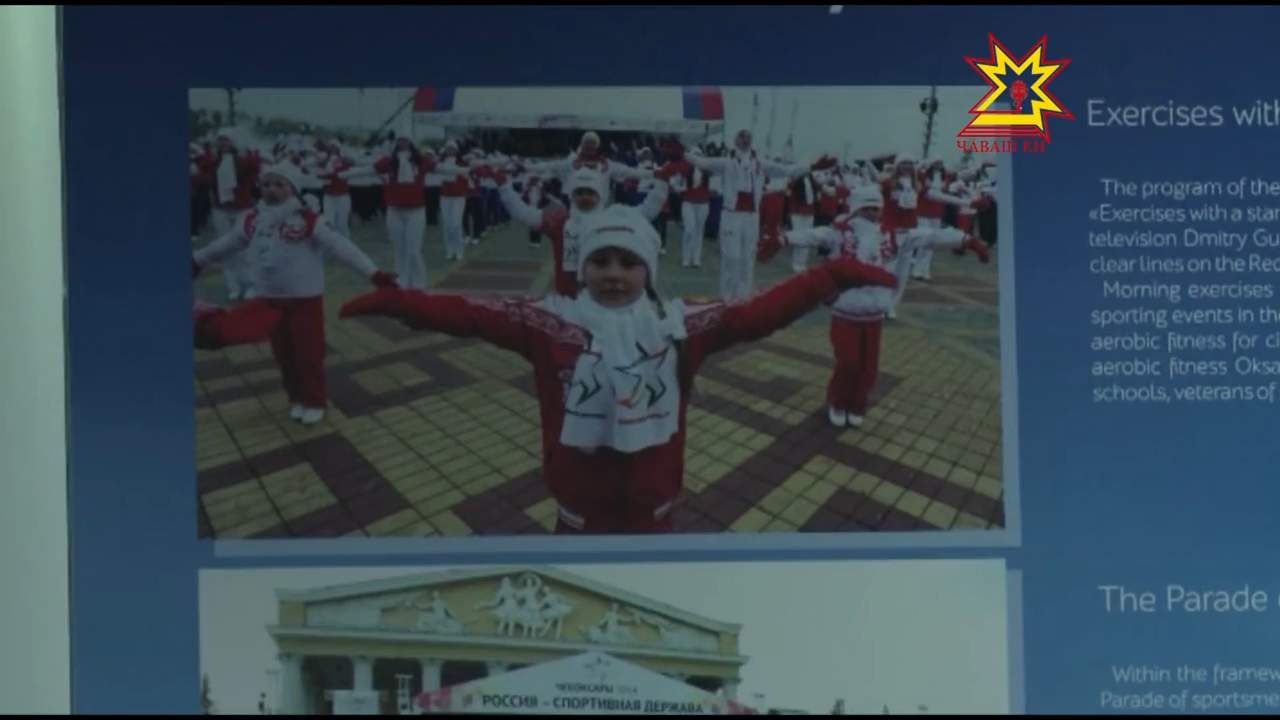 ЧĂВАШ ЕН
Exercises with
The program of the
«Exercises with a star
television Dmitry Gu
clear lines on the Red
Morning exercises
sporting events in the
aerobic fitness for ci
aerobic fitness Oksa
schools, veterans of
ЧЕБОКСАРЫ 2014
РОССИЯ – СПОРТИВНАЯ ДЕРЖАВА
The Parade
Within the framew
Parade of sportsme